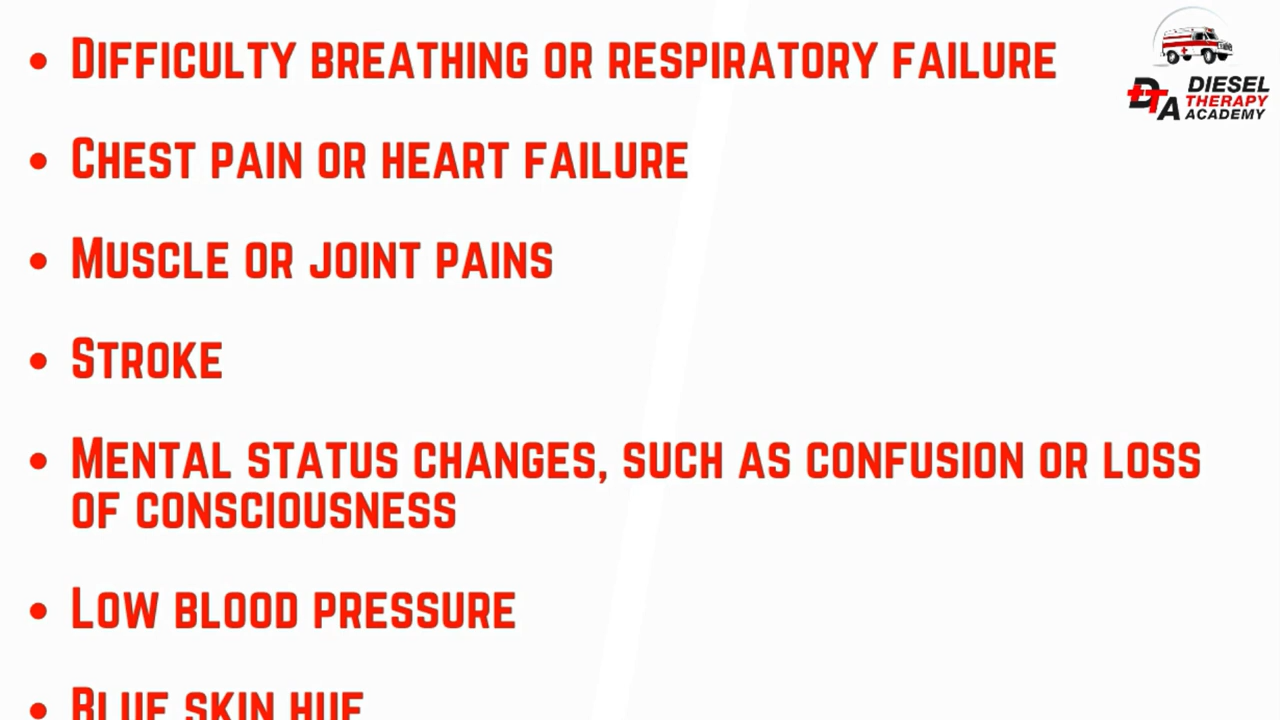 • DIFFICULTY BREATHING OR RESPIRATORY FAILURE
• CHEST PAIN OR HEART FAILURE
• MUSCLE OR JOINT PAINS
• STROKE
• MENTAL STATUS CHANGES, SUCH AS CONFUSION OR LOSS
OF CONSCIOUSNESS
• LOW BLOOD PRESSURE
• BLUE SKIN HUE
DTA
DIESEL
THERAPY
ACADEMY